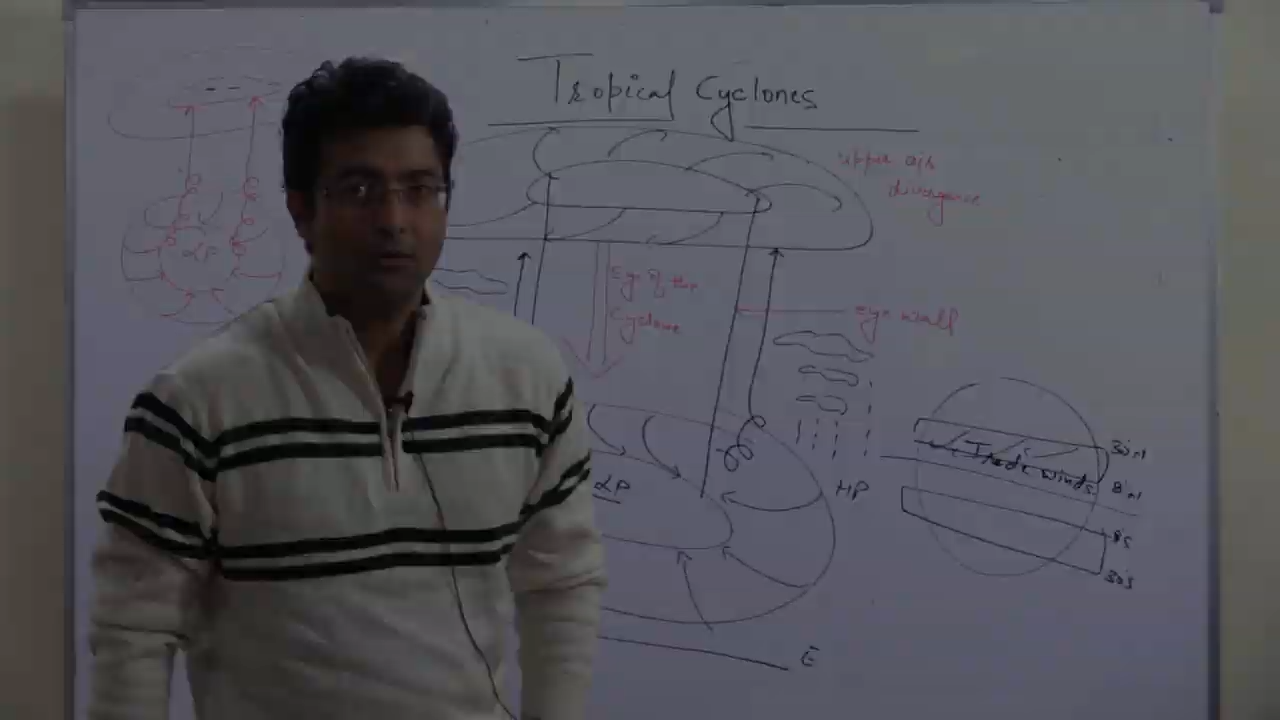 Tropical Cyclones
upper air
divergence
LP
Eye of the
Cyclone
eye wall
30°N
Trade winds
8°N
LP
HP
8°S
30°S
E